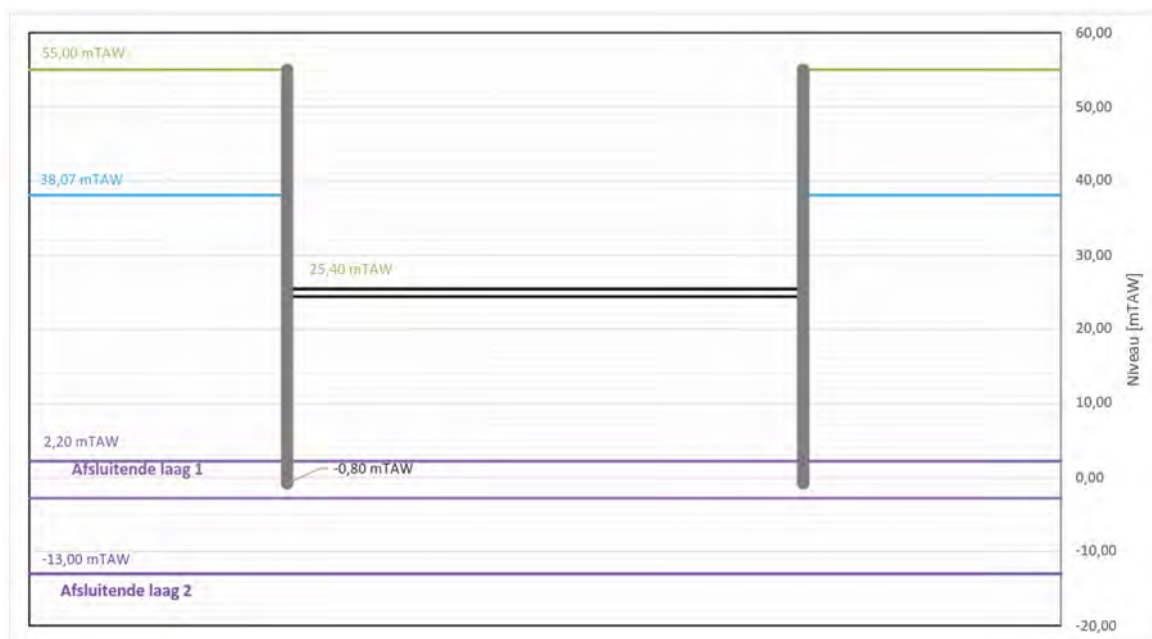 60,00
55,00 mTAW
50,00
38,07 mTAW
40,00
30,00
25,40 mTAW
20,00
Niveau [mTAW]
10,00
2,20 mTAW
Afsluitende laag 1
-0,80 mTAW
0,00
-10,00
-13,00 mTAW
Afsluitende laag 2
-20,00